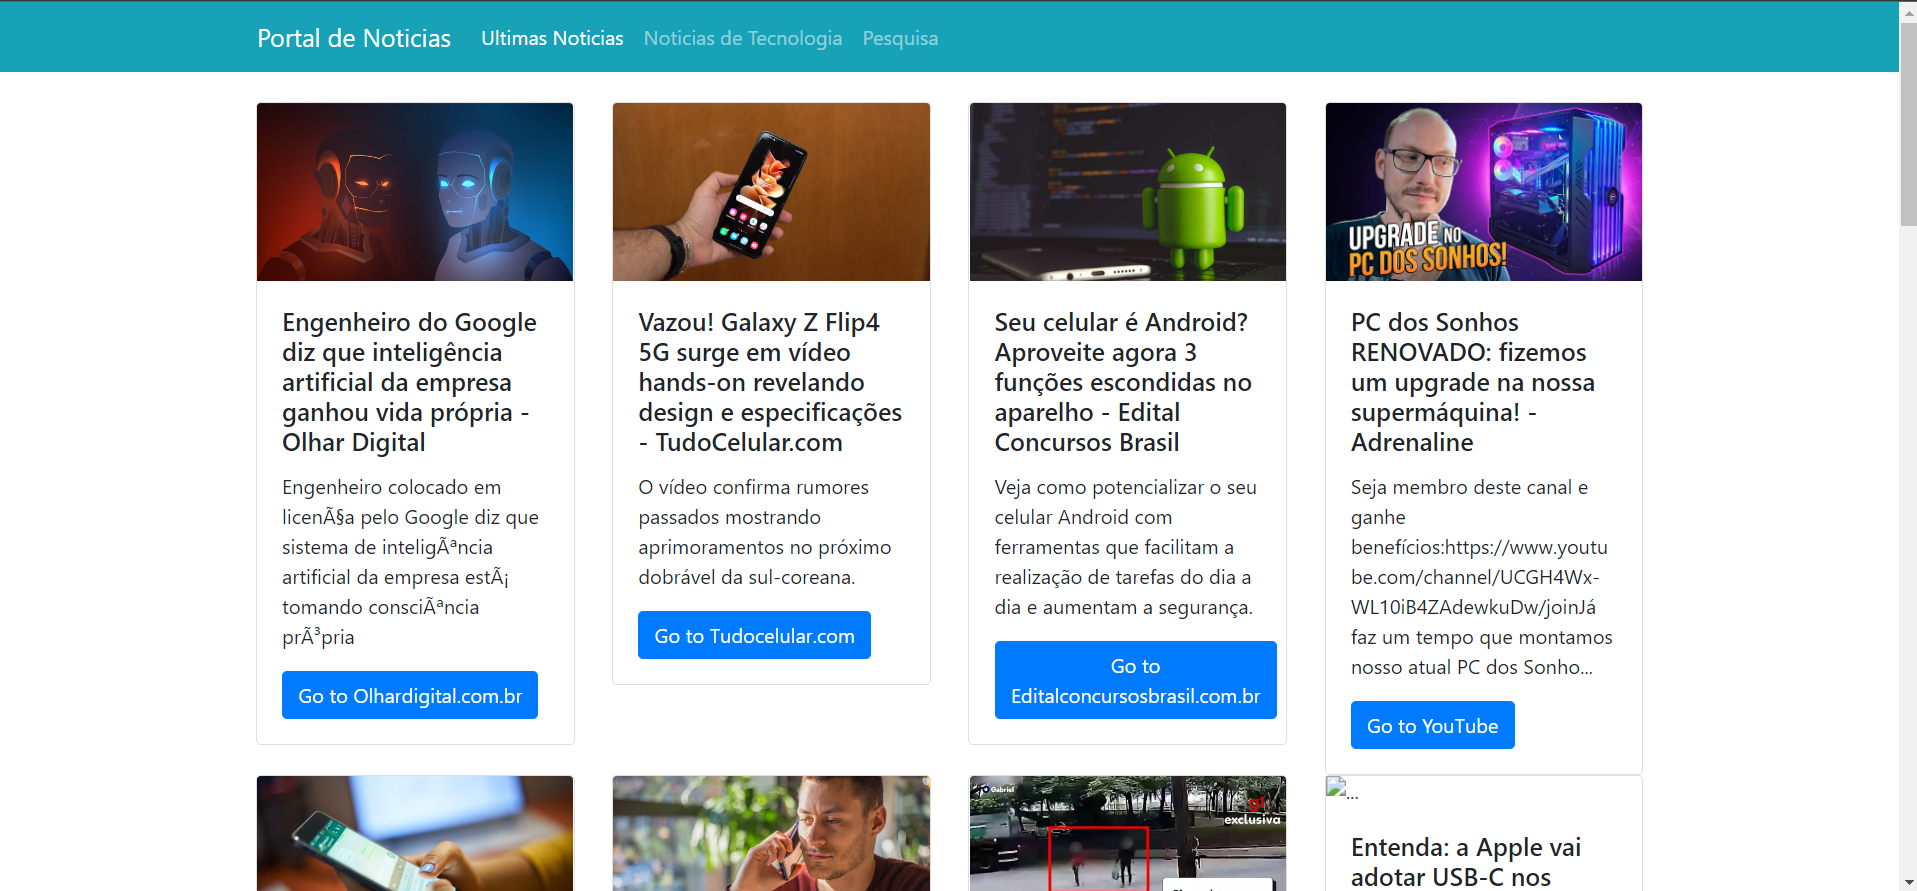 Portal de Noticias Ultimas Noticias Noticias de Tecnologia Pesquisa
UPGRADE NO
PC DOS SONHOS!
Engenheiro do Google
diz que inteligência
artificial da empresa
ganhou vida própria -
Olhar Digital
Engenheiro colocado em
licenÃ§a pelo Google diz que
sistema de inteligÃªncia
artificial da empresa estÃ¡
tomando consciÃªncia
prÃ³pria
Go to Olhardigital.com.br
Vazou! Galaxy Z Flip4
5G surge em vídeo
hands-on revelando
design e especificações
- TudoCelular.com
O vídeo confirma rumores
passados mostrando
aprimoramentos no próximo
dobrável da sul-coreana.
Go to Tudocelular.com
Seu celular é Android?
Aproveite agora 3
funções escondidas no
aparelho - Edital
Concursos Brasil
Veja como potencializar o seu
celular Android com
ferramentas que facilitam a
realização de tarefas do dia a
dia e aumentam a segurança.
Go to
Editalconcursosbrasil.com.br
PC dos Sonhos
RENOVADO: fizemos
um upgrade na nossa
supermáquina! -
Adrenaline
Seja membro deste canal e
ganhe
benefícios:https://www.youtu
be.com/channel/UCGH4Wx-
WL10iB4ZAdewkuDw/joinJá
faz um tempo que montamos
nosso atual PC dos Sonho...
Go to YouTube
Gabriel
g1
exclusiva
...
Entenda: a Apple vai
adotar USB-C nos